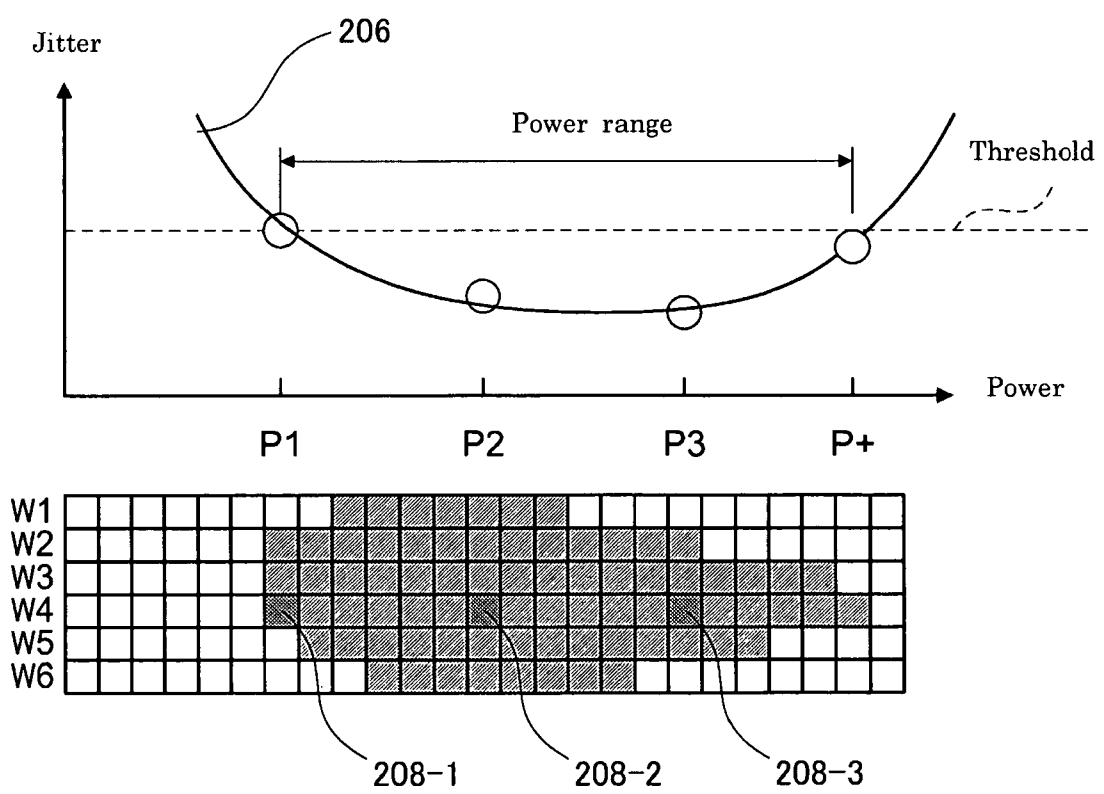 206
Jitter
Power range
Threshold
Power
P1 P2 P3 P+
W1
W2
W3
W4
W5
W6
208-1 208-2 208-3